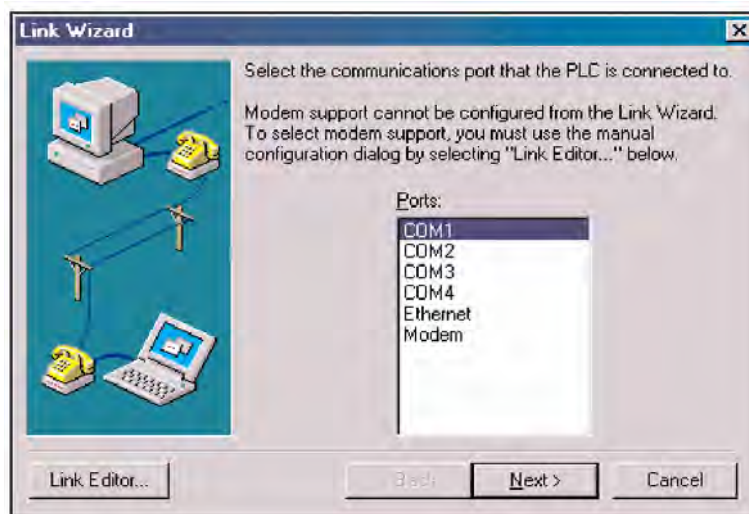 Link Wizard
Select the communications port that the PLC is connected to.
Modem support cannot be configured from the Link Wizard.
To select modem support, you must use the manual
configuration dialog by selecting "Link Editor..." below.
Ports:
COM1
COM2
COM3
COM4
Ethernet
Modem
Link Editor...
Back
Next >
Cancel